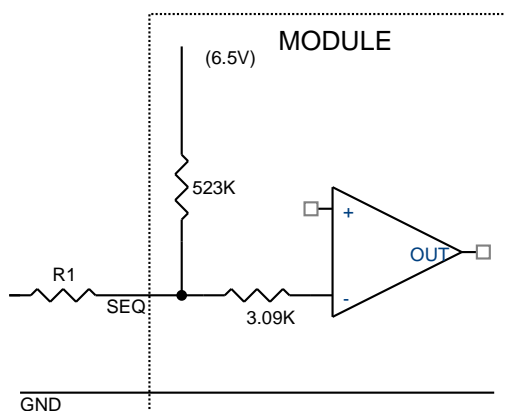 MODULE
(6.5V)
523K
+
OUT
R1
SEQ
-
3.09K
GND